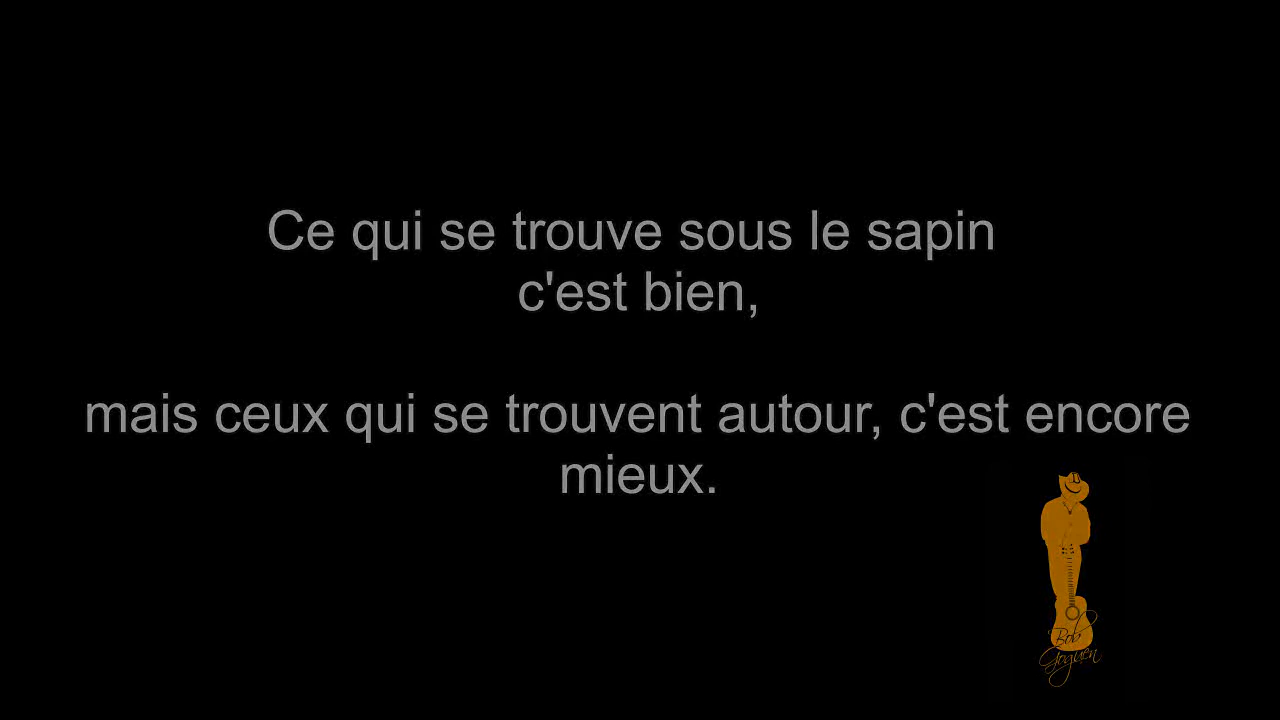 Ce qui se trouve sous le sapin
c'est bien,
mais ceux qui se trouvent autour, c'est encore
mieux.
Bob
Goguen